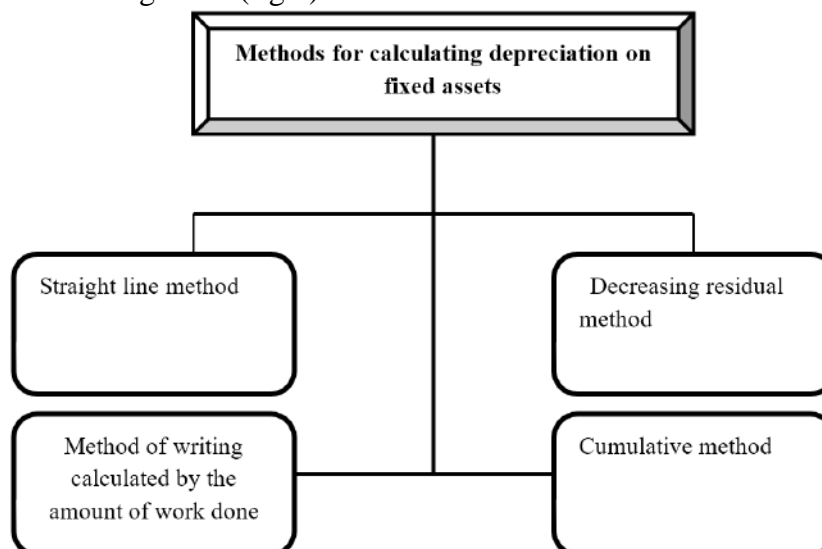 Methods for calculating depreciation on
fixed assets
Straight line method
Decreasing residual
method
Method of writing
calculated by the
amount of work done
Cumulative method